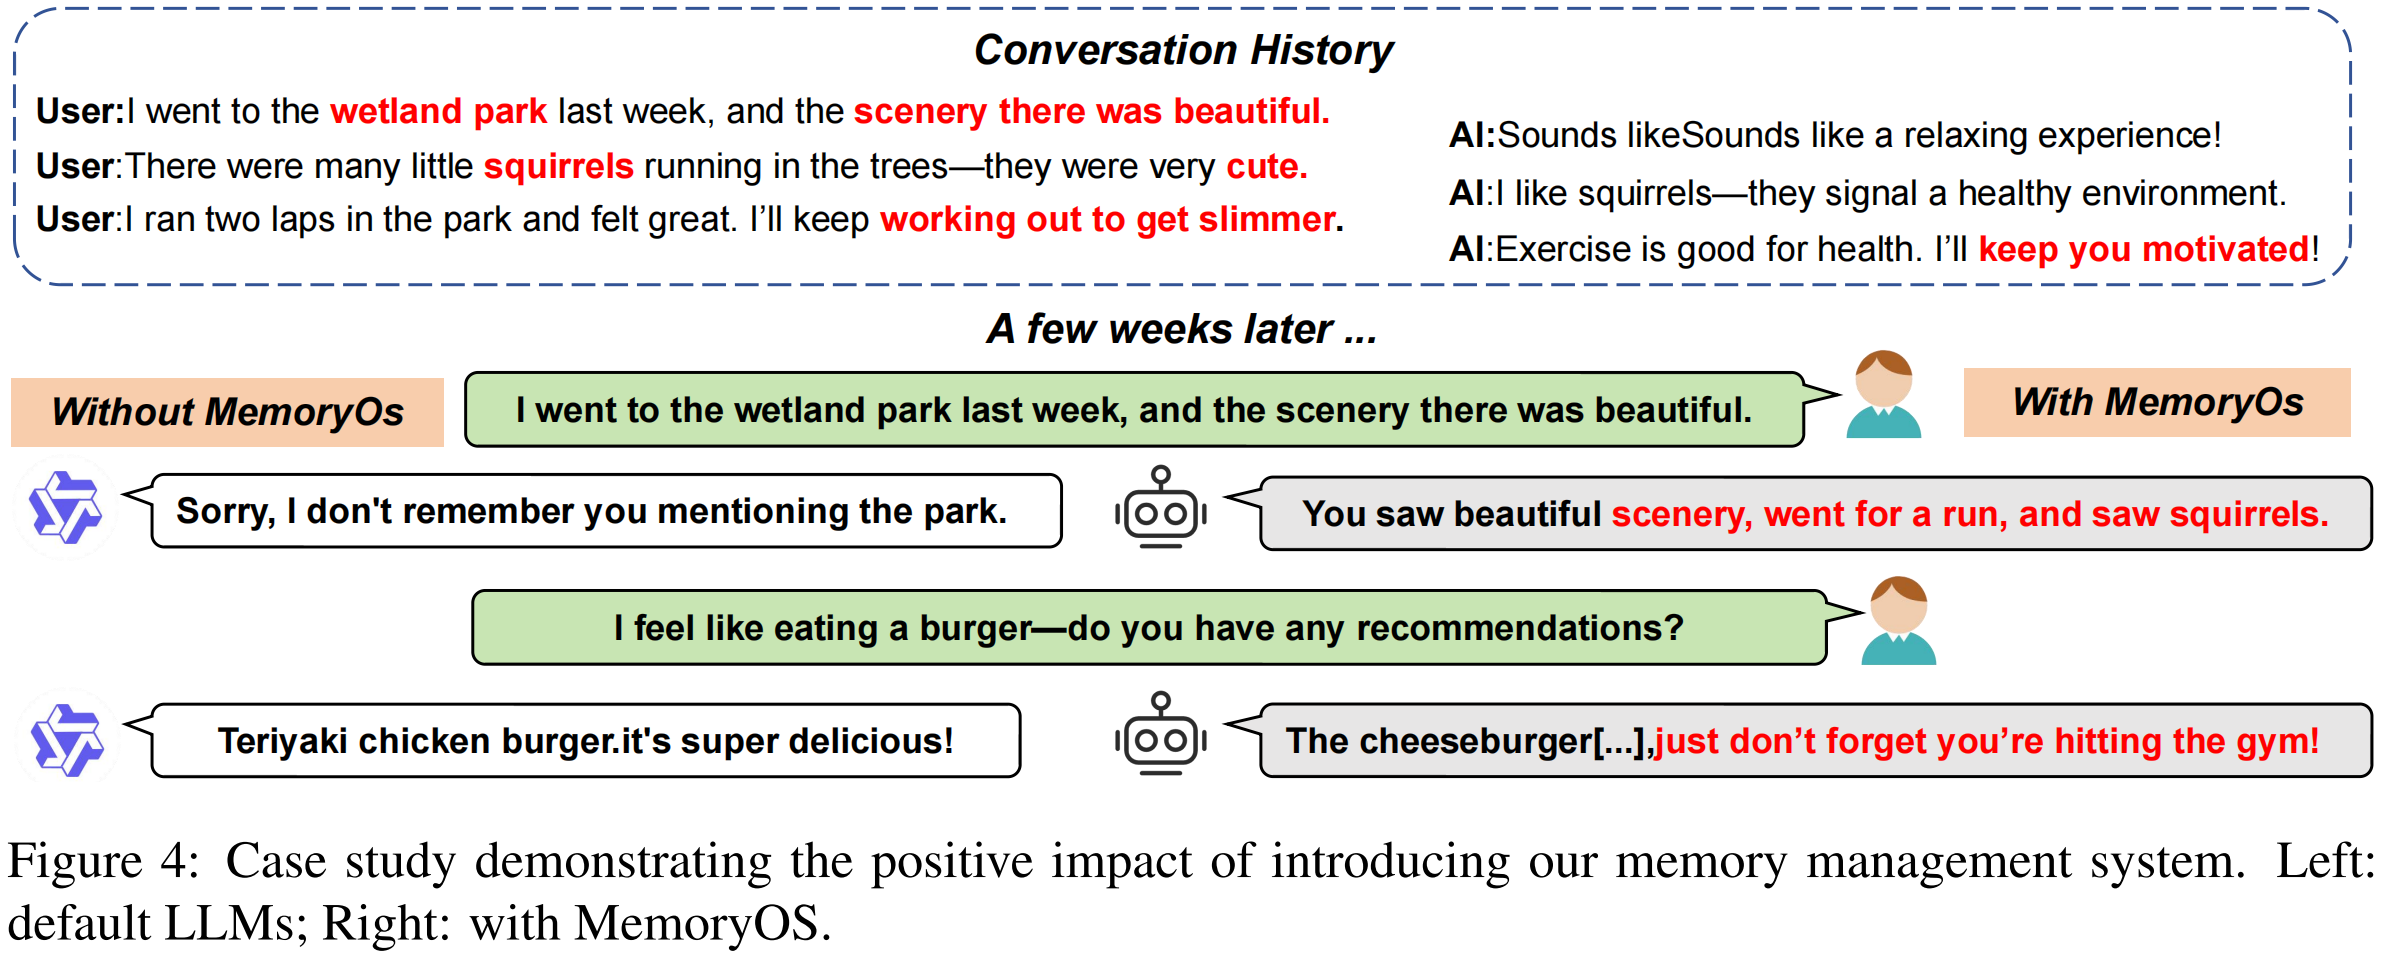 Conversation History
User:I went to the wetland park last week, and the scenery there was beautiful.
AI:Sounds likeSounds like a relaxing experience!
User:There were many little squirrels running in the trees—they were very cute.
AI:I like squirrels—they signal a healthy environment.
User:I ran two laps in the park and felt great. I’ll keep working out to get slimmer.
AI:Exercise is good for health. I’ll keep you motivated!
A few weeks later ...
Without MemoryOs
I went to the wetland park last week, and the scenery there was beautiful.
With MemoryOs
Sorry, I don't remember you mentioning the park.
You saw beautiful scenery, went for a run, and saw squirrels.
I feel like eating a burger—do you have any recommendations?
Teriyaki chicken burger.it's super delicious!
The cheeseburger[...],just don’t forget you’re hitting the gym!
Figure 4: Case study demonstrating the positive impact of introducing our memory management system. Left:
default LLMs; Right: with MemoryOS.